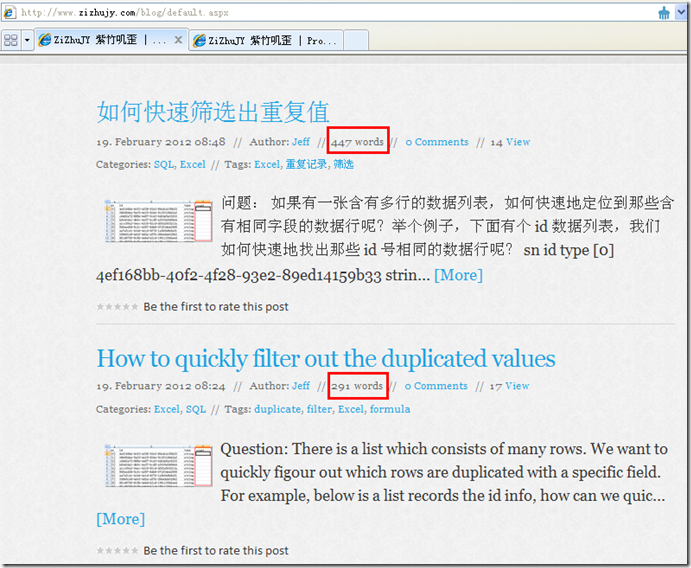 http://www.zizhujy.com/blog/default.aspx
ZiZhuJY 紫竹叽歪 | ...
ZiZhuJY 紫竹叽歪 | Pro...
如何快速筛选出重复值
19. February 2012 08:48 // Author: Jeff // 447 words // 0 Comments // 14 View
Categories: SQL, Excel // Tags: Excel, 重复记录, 筛选
问题： 如果有一张含有多行的数据列表，如何快速地定位到那些含
有相同字段的数据行呢？举个例子，下面有个 id 数据列表，我们
如何快速地找出那些 id 号相同的数据行呢？ sn id type [0]
4ef168bb-40f2-4f28-93e2-89ed14159b33 strin... [More]
Be the first to rate this post
How to quickly filter out the duplicated values
19. February 2012 08:24 // Author: Jeff // 291 words // 0 Comments // 17 View
Categories: Excel, SQL // Tags: duplicate, filter, Excel, formula
Question: There is a list which consists of many rows. We want to
quickly figour out which rows are duplicated with a specific field.
For example, below is a list records the id info, how can we quic...
[More]
Be the first to rate this post